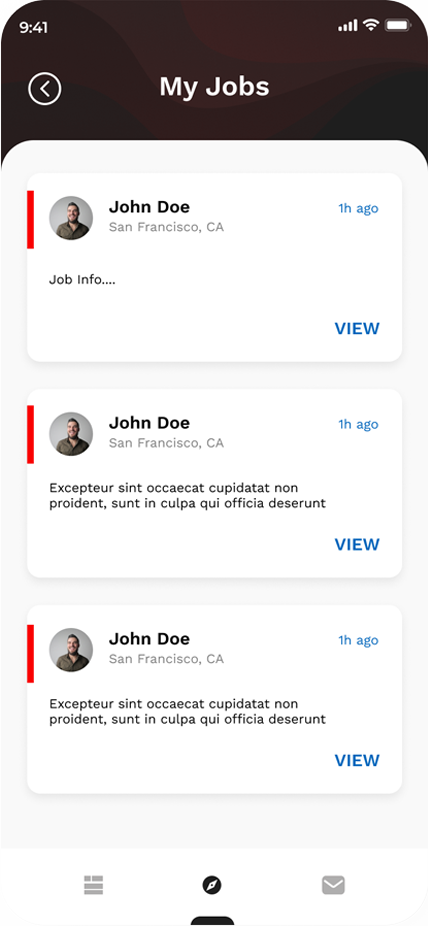 9:41
My Jobs
John Doe
1h ago
San Francisco, CA
Job Info....
VIEW
John Doe
1h ago
San Francisco, CA
Excepteur sint occaecat cupidatat non
proident, sunt in culpa qui officia deserunt
VIEW
John Doe
1h ago
San Francisco, CA
Excepteur sint occaecat cupidatat non
proident, sunt in culpa qui officia deserunt
VIEW